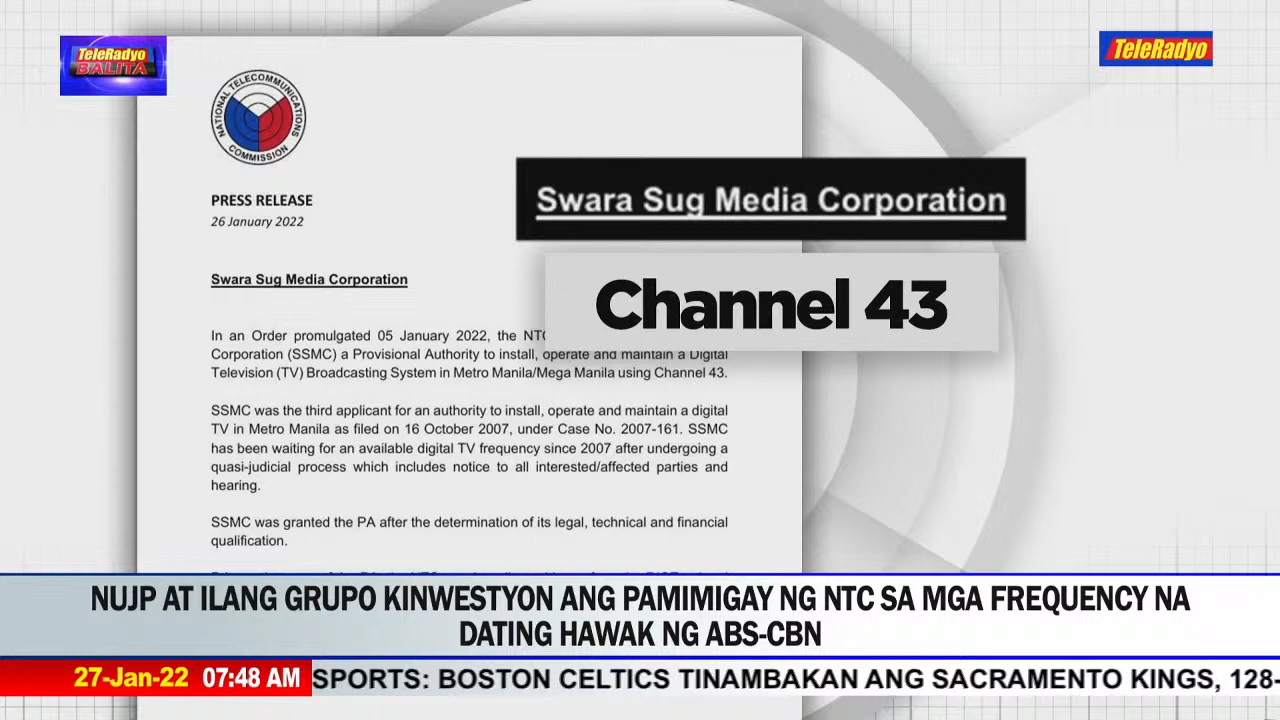 TeleRadyo
BALITA
TeleRadyo
NATIONAL TELECOMMUNICATIONS
COMMISSION
PRESS RELEASE
26 January 2022
Swara Sug Media Corporation
Channel 43
Swara Sug Media Corporation
In an Order promulgated 05 January 2022, the NTC
Corporation (SSMC) a Provisional Authority to install, operate and maintain a Digital
Television (TV) Broadcasting System in Metro Manila/Mega Manila using Channel 43.
SSMC was the third applicant for an authority to install, operate and maintain a digital
TV in Metro Manila as filed on 16 October 2007, under Case No. 2007-161. SSMC
has been waiting for an available digital TV frequency since 2007 after undergoing a
quasi-judicial process which includes notice to all interested/affected parties and
hearing.
SSMC was granted the PA after the determination of its legal, technical and financial
qualification.
NUJP AT ILANG GRUPO KINWESTYON ANG PAMIMIGAY NG NTC SA MGA FREQUENCY NA
DATING HAWAK NG ABS-CBN
27-Jan-22 07:48 AM SPORTS: BOSTON CELTICS TINAMBAKAN ANG SACRAMENTO KINGS, 128-